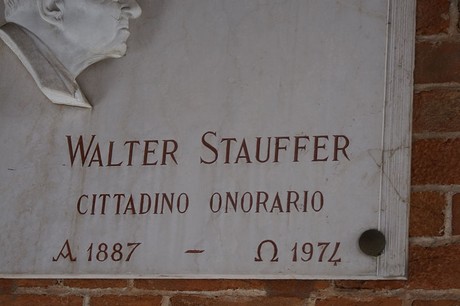 WALTER STAUFFER
CITTADINO ONORARIO
A 1887 – Ω 1974